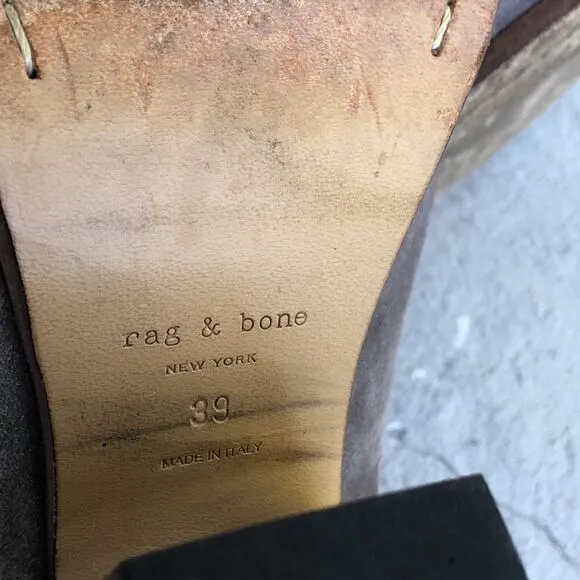 rag & bone
NEW YORK
39
MADE IN ITALY